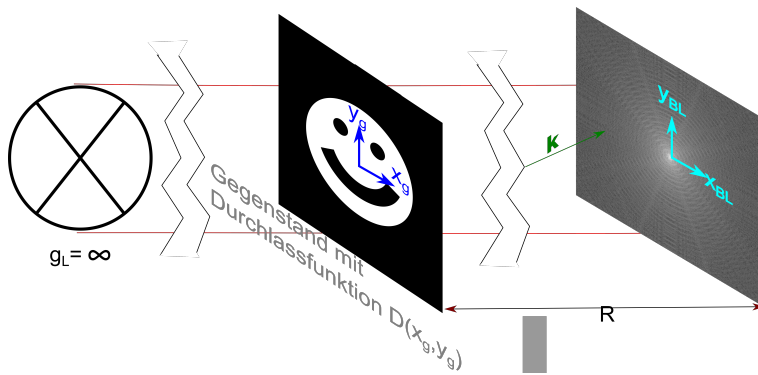 y_g
x_g
y_BL
x_BL
k
g_L= ∞
Gegenstand mit
Durchlassfunktion D(x_g,y_g)
R